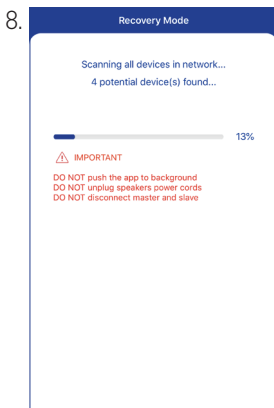 8.
Recovery Mode
Scanning all devices in network...
4 potential device(s) found...
13%
IMPORTANT
DO NOT push the app to background
DO NOT unplug speakers power cords
DO NOT disconnect master and slave